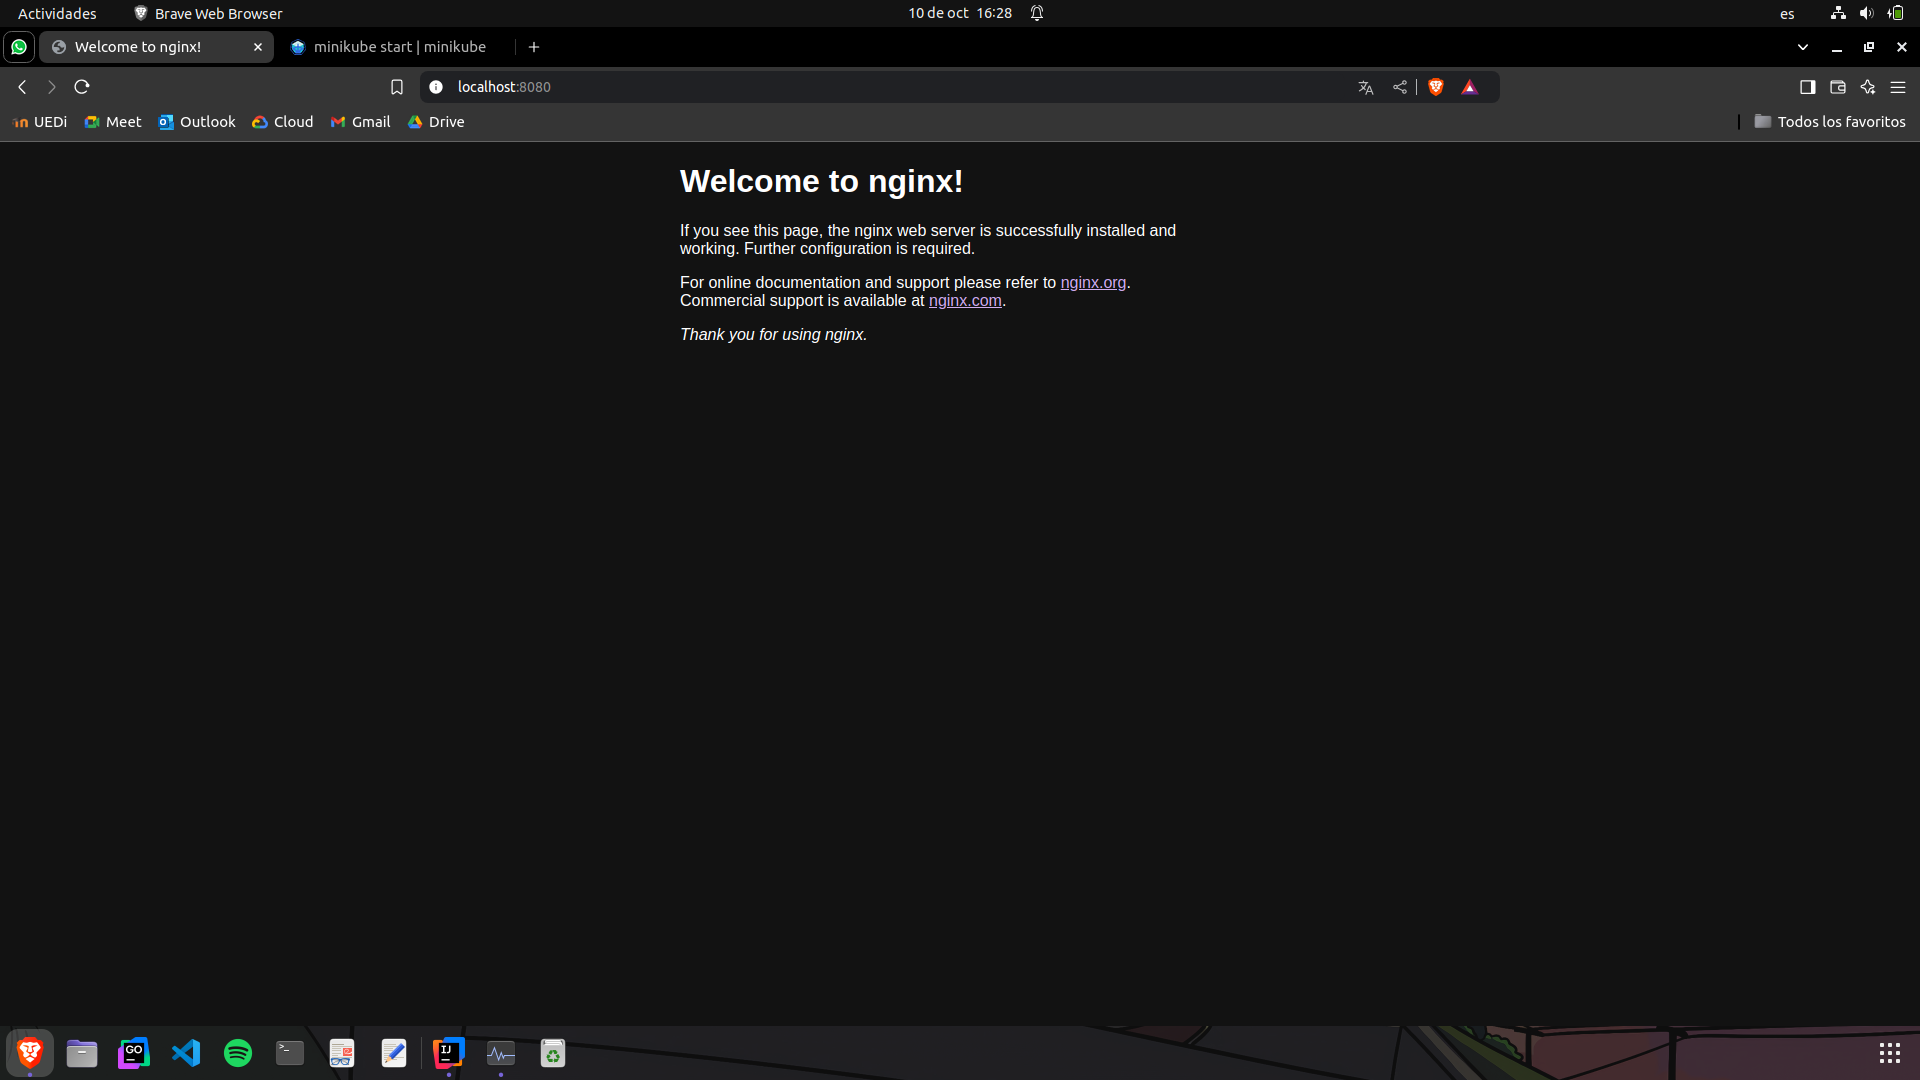 Actividades Brave Web Browser 10 de oct 16:28 es
Welcome to nginx! minikube start | minikube
localhost:8080
UEDi Meet Outlook Cloud Gmail Drive Todos los favoritos
Welcome to nginx!
If you see this page, the nginx web server is successfully installed and
working. Further configuration is required.
For online documentation and support please refer to nginx.org.
Commercial support is available at nginx.com.
Thank you for using nginx.
GO >_ IJ